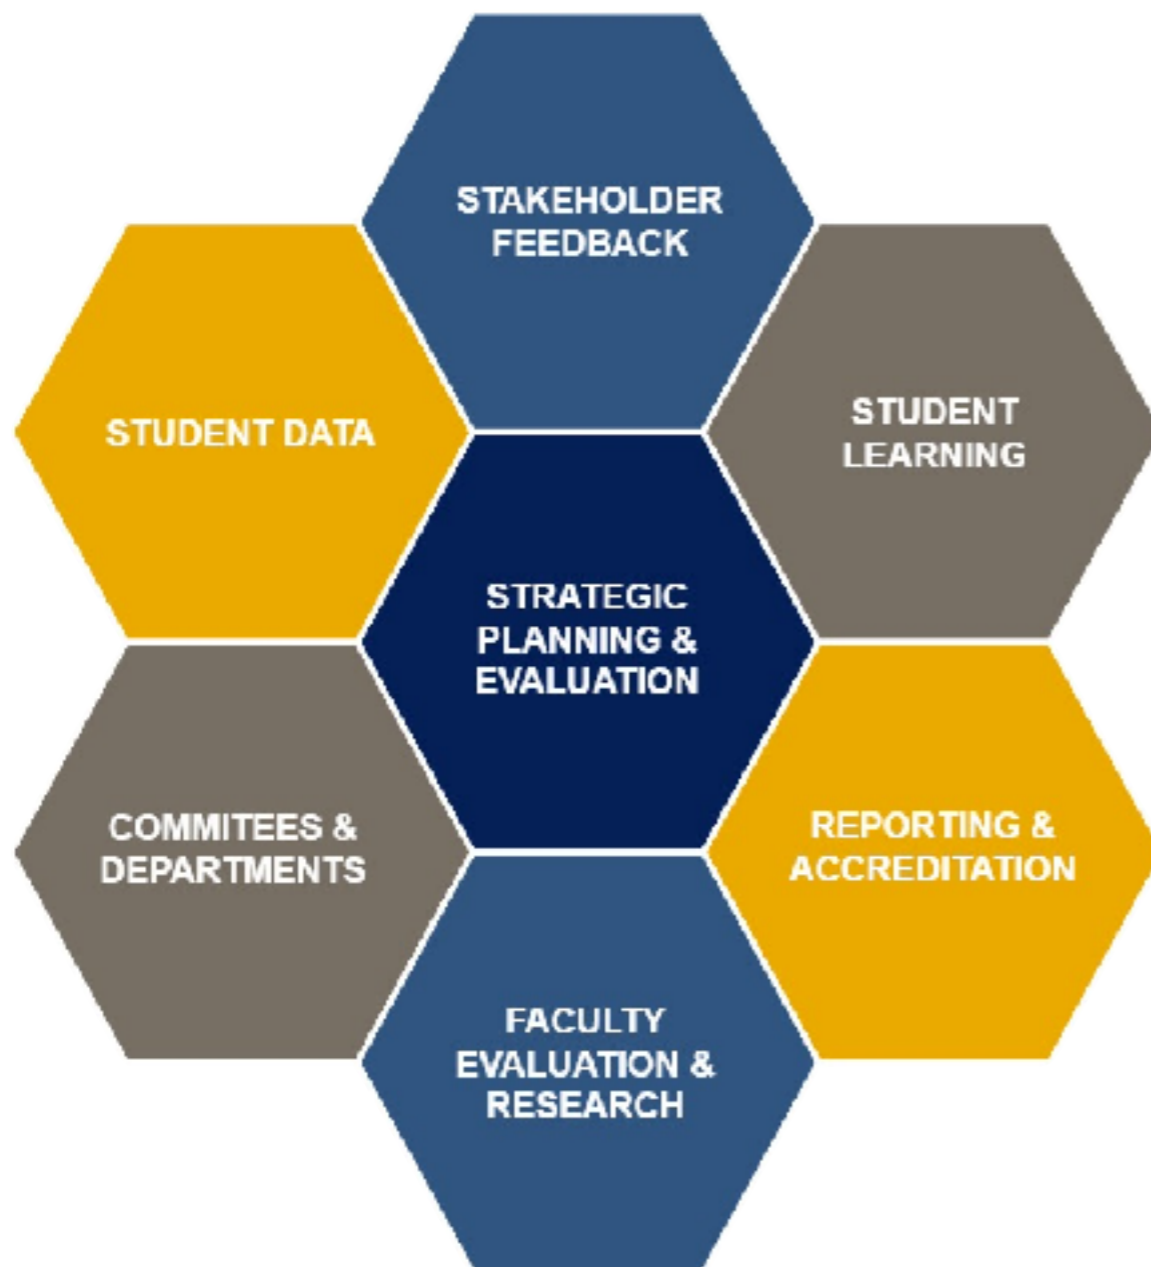 STAKEHOLDER
FEEDBACK
STUDENT DATA
STUDENT
LEARNING
STRATEGIC
PLANNING &
EVALUATION
COMMITEES &
DEPARTMENTS
REPORTING &
ACCREDITATION
FACULTY
EVALUATION &
RESEARCH